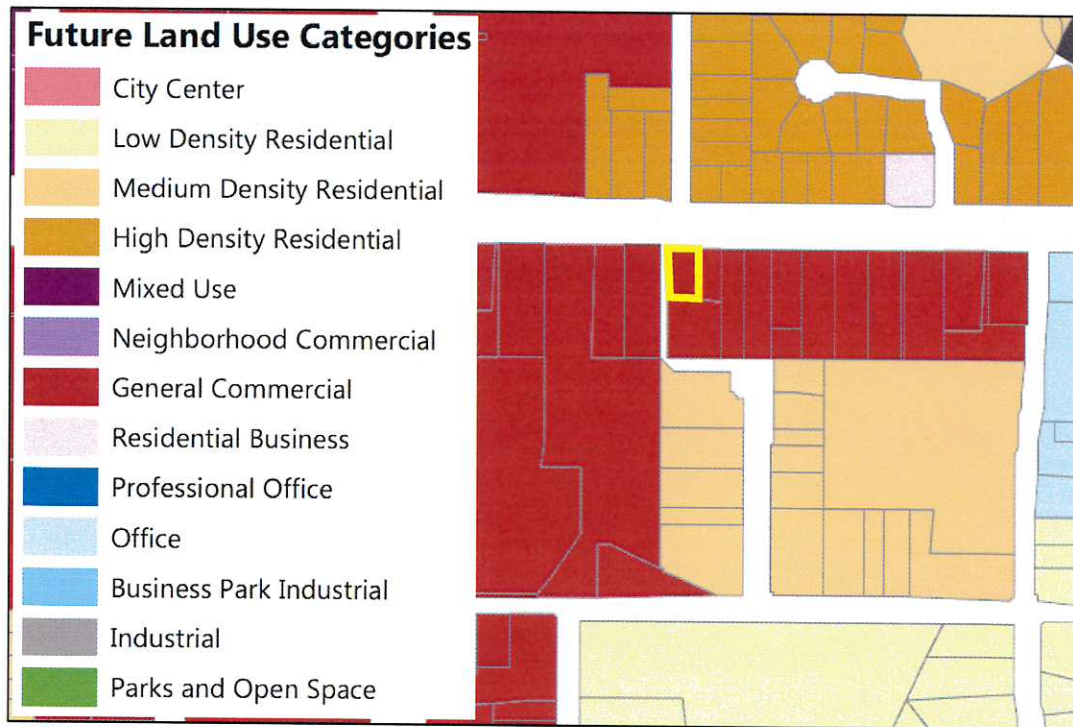 Future Land Use Categories
City Center
Low Density Residential
Medium Density Residential
High Density Residential
Mixed Use
Neighborhood Commercial
General Commercial
Residential Business
Professional Office
Office
Business Park Industrial
Industrial
Parks and Open Space